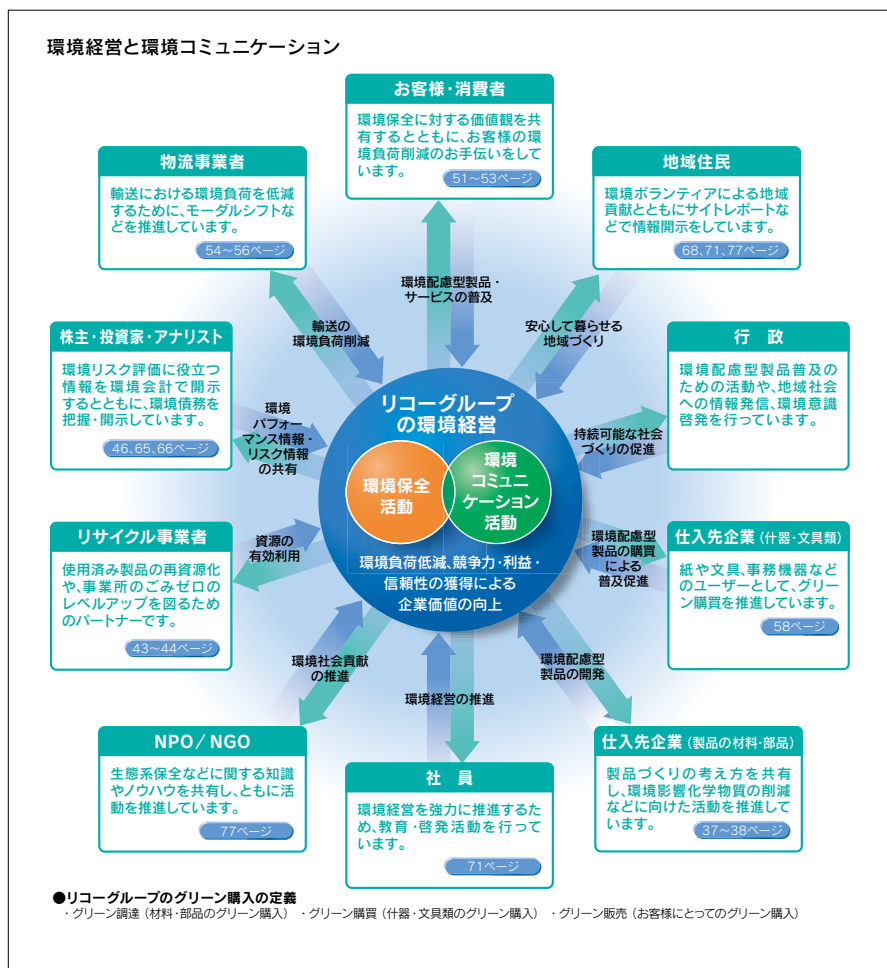 環境経営と環境コミュニケーション
お客様・消費者
環境保全に対する価値観を共
有するとともに、お客様の環
境負荷削減のお手伝いをして
います。
51～53ページ
物流事業者
輸送における環境負荷を低減
するために、モーダルシフトな
どを推進しています。
54～56ページ
地域住民
環境ボランティアによる地域
貢献とともにサイトレポートな
どで情報開示をしています。
68、71、77ページ
環境配慮型製品・
サービスの普及
輸送の
環境負荷削減
安心して暮らせる
地域づくり
株主・投資家・アナリスト
環境リスク評価に役立つ
情報を環境会計で開示
するとともに、環境債務を
把握・開示しています。
46、65、66ページ
行　政
環境配慮型製品普及の
ための活動や、地域社会
への情報発信、環境意識
啓発を行っています。
環境
パフォー
マンス情報・
リスク情報
の共有
リコーグループ
の環境経営
環境保全
活動
環境
コミュニ
ケーション
活動
環境負荷低減、競争力・利益・
信頼性の獲得による
企業価値の向上
持続可能な社会
づくりの促進
リサイクル事業者
使用済み製品の再資源化
や、事業所のごみゼロの
レベルアップを図るため
のパートナーです。
43～44ページ
資源の
有効利用
環境配慮型
製品の購買
による
普及促進
仕入先企業（什器・文具類）
紙や文具、事務機器など
のユーザーとして、グリー
ン購買を推進しています。
58ページ
環境社会貢献
の推進
環境経営の推進
環境配慮型
製品の開発
NPO／NGO
生態系保全などに関する知識
やノウハウを共有し、ともに活
動を推進しています。
77ページ
社　員
環境経営を強力に推進するた
め、教育・啓発活動を行って
います。
71ページ
仕入先企業（製品の材料・部品）
製品づくりの考え方を共有
し、環境影響化学物質の削減
などに向けた活動を推進して
います。
37～38ページ
●リコーグループのグリーン購入の定義
・グリーン調達（材料・部品のグリーン購入）　・グリーン購買（什器・文具類のグリーン購入）　・グリーン販売（お客様にとってのグリーン購入）